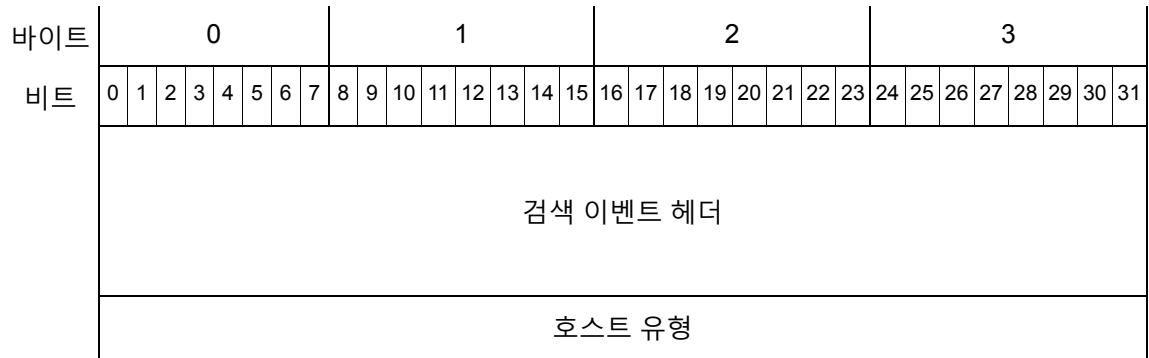 바이트 0 1 2 3
비트 0 1 2 3 4 5 6 7 8 9 10 11 12 13 14 15 16 17 18 19 20 21 22 23 24 25 26 27 28 29 30 31
검색 이벤트 헤더
호스트 유형